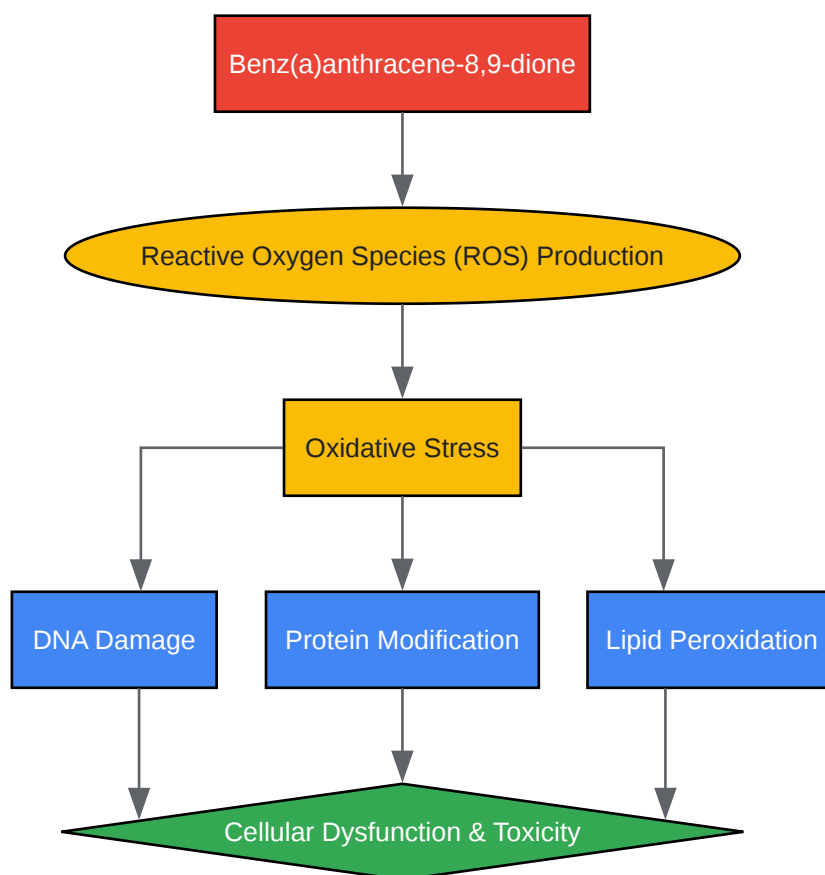 Benz(a)anthracene-8,9-dione
Reactive Oxygen Species (ROS) Production
Oxidative Stress
DNA Damage
Protein Modification
Lipid Peroxidation
Cellular Dysfunction & Toxicity